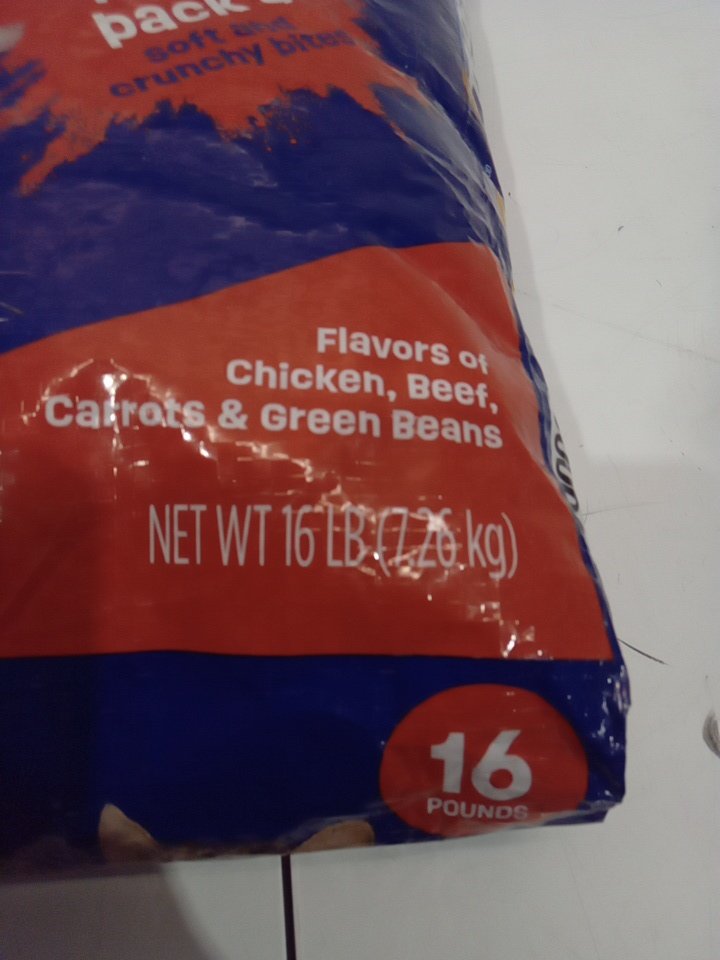 pack
soft and
crunchy bites
Flavors of
Chicken, Beef,
Carrots & Green Beans
NET WT 16 LB (7.26 kg)
16
POUNDS